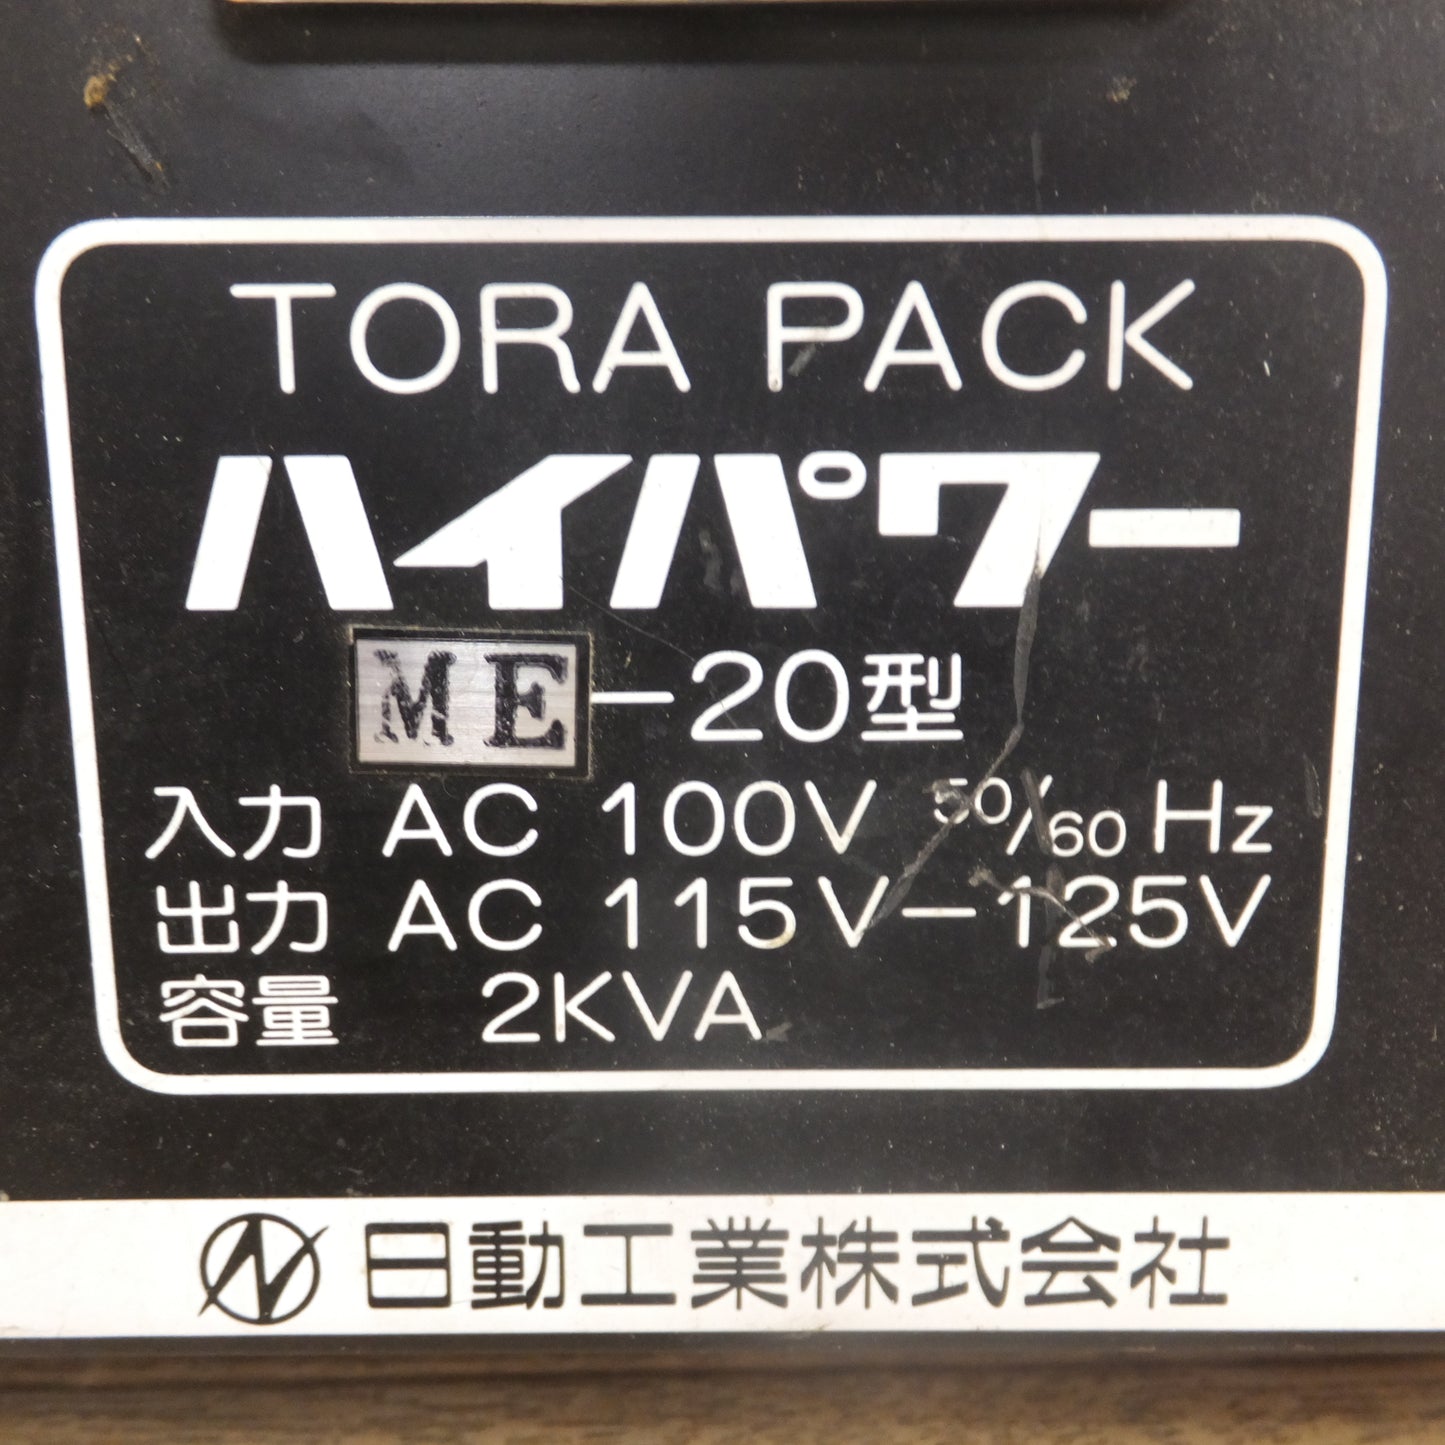 TORA PACK
ハイパワー
ME-20型
入力 AC 100V 50/60 Hz
出力 AC 115V-125V
容量 2KVA
日動工業株式会社